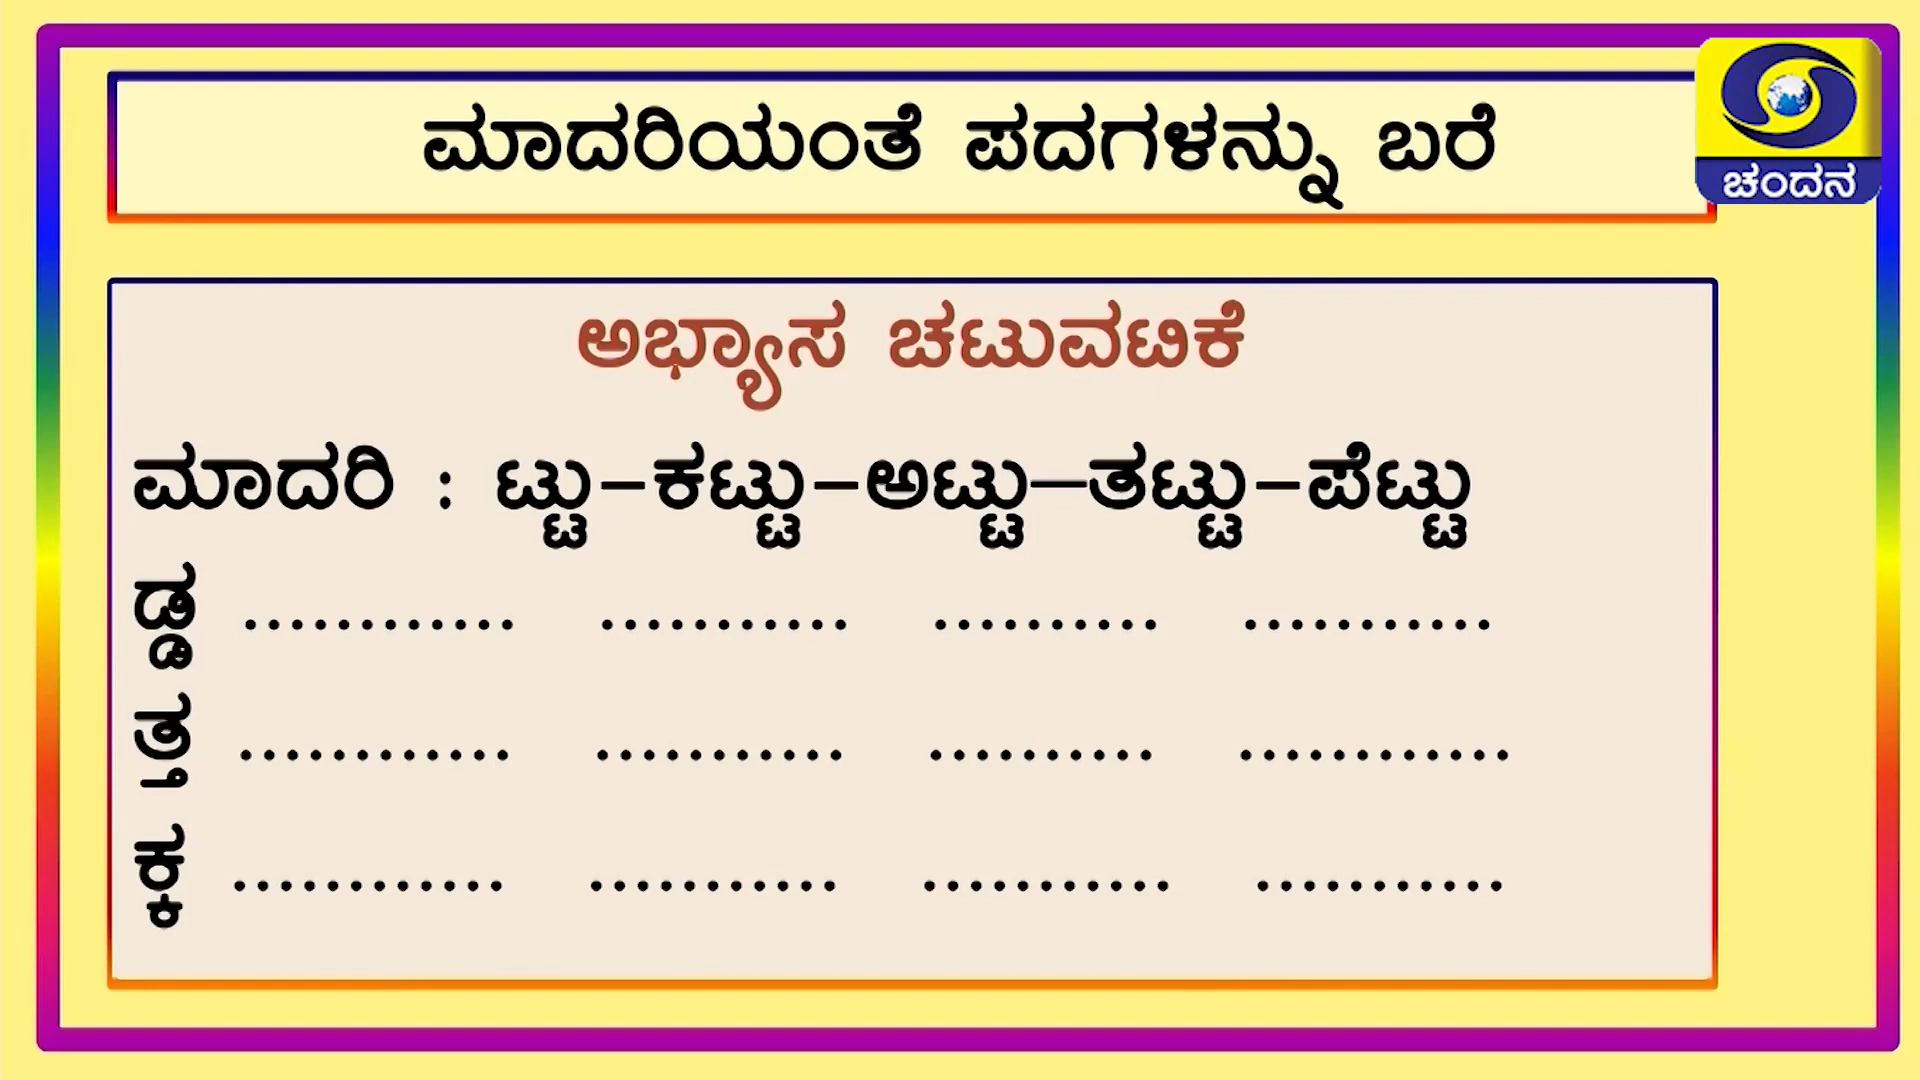 ಮಾದರಿಯಂತೆ ಪದಗಳನ್ನು ಬರೆ
ಚಂದನ
ಅಭ್ಯಾಸ ಚಟುವಟಿಕೆ
ಮಾದರಿ : ಟ್ಟು–ಕಟ್ಟು–ಅಟ್ಟು–ತಟ್ಟು–ಪೆಟ್ಟು
ಡ್ಡ ............ ........... .......... ...........
ತ್ತ ............ ........... .......... ............
ಕ್ಕ ............ ........... ........... ...........